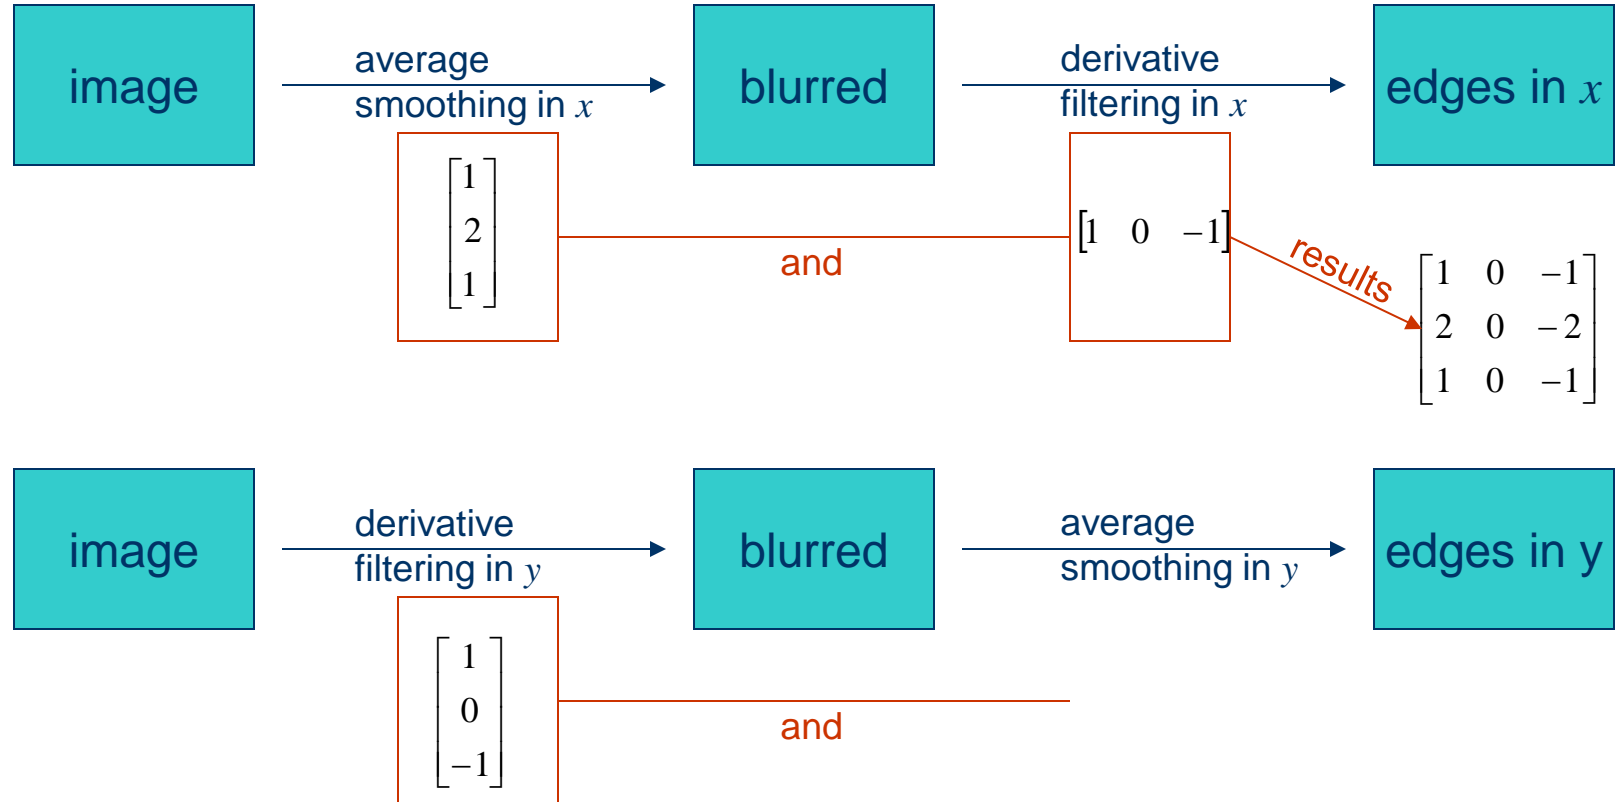 image
average
smoothing in x
blurred
derivative
filtering in x
edges in x
1
2
1
and
[1 0 −1]
results
1 0 −1
2 0 −2
1 0 −1
image
derivative
filtering in y
blurred
average
smoothing in y
edges in y
1
0
−1
and